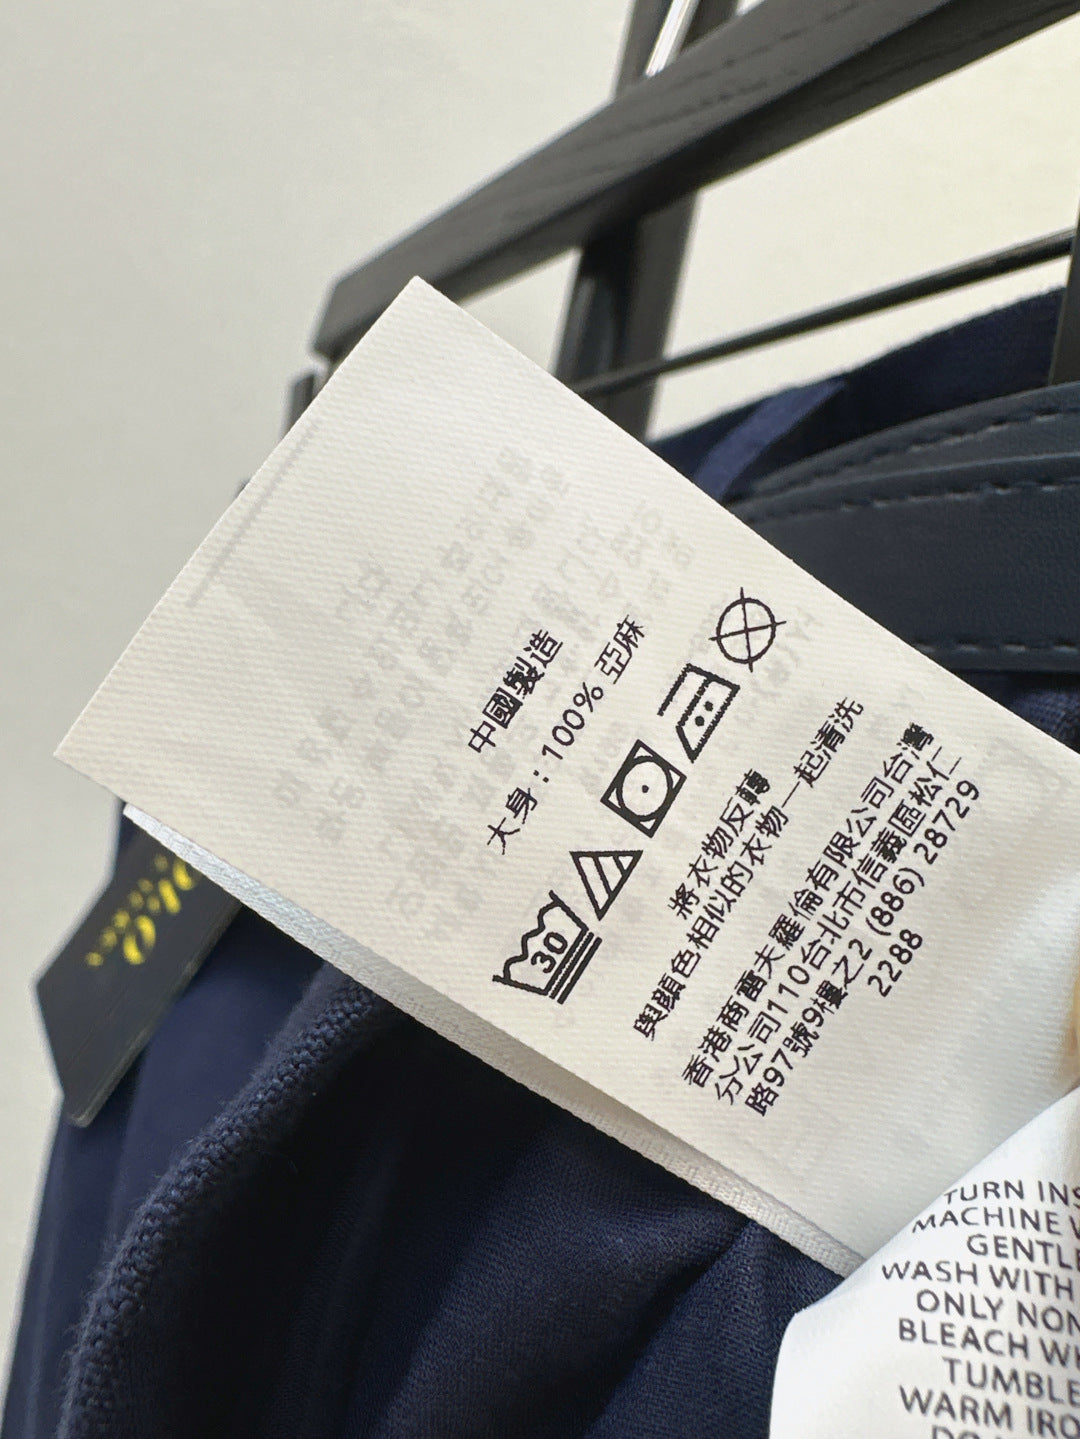 中國製造
大身 : 100% 亞麻
30
將衣物反轉
與顏色相似的衣物一起清洗
香港商雷夫羅倫有限公司台灣
分公司110台北市信義區松仁
路97號9樓之2 (886) 28729
2288
TURN INS
MACHINE W
GENTLE
WASH WITH
ONLY NON
BLEACH WH
TUMBLE
WARM IRO